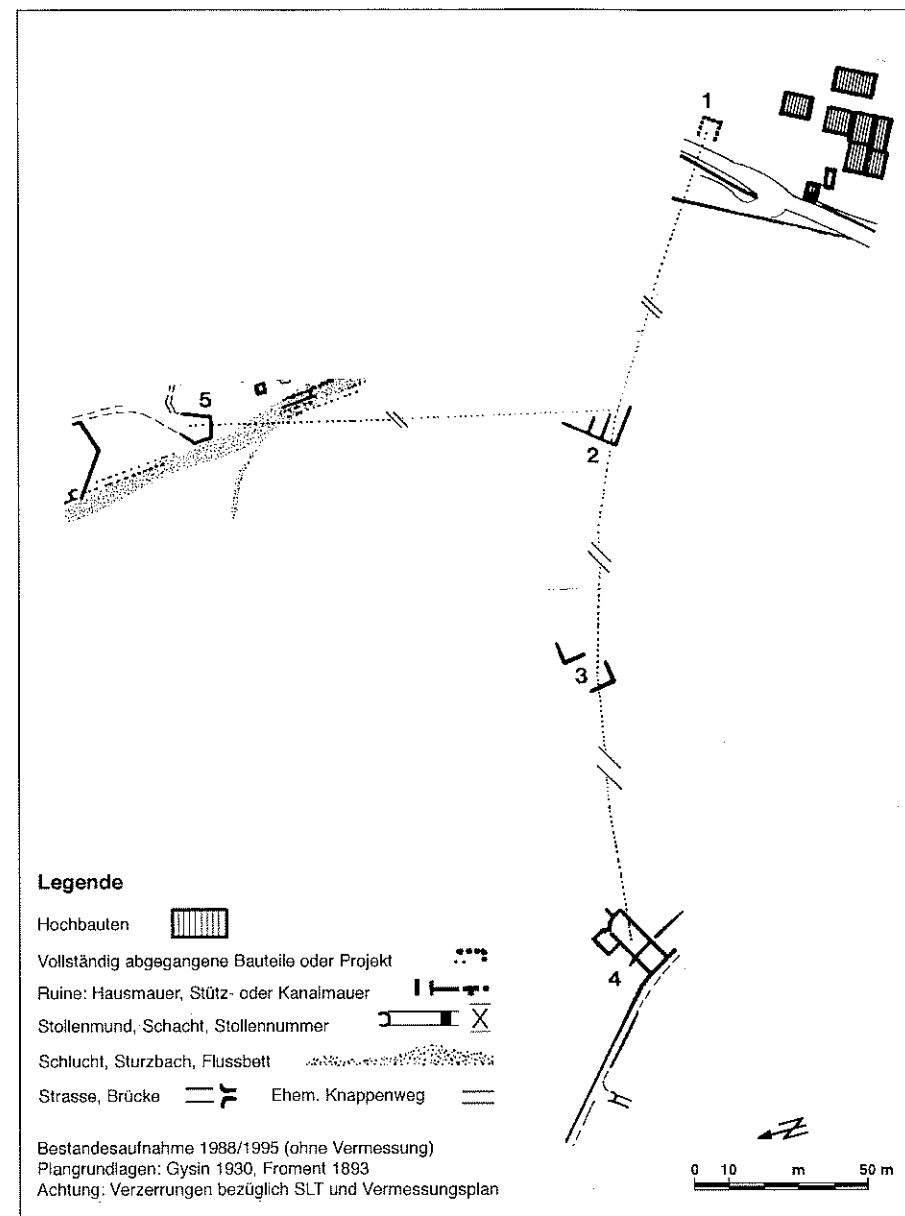 1
5
2
3
4
Legende
Hochbauten
Vollständig abgegangene Bauteile oder Projekt
Ruine: Hausmauer, Stütz- oder Kanalmauer
Stollenmund, Schacht, Stollennummer
X
Schlucht, Sturzbach, Flussbett
Strasse, Brücke Ehem. Knappenweg
Bestandesaufnahme 1988/1995 (ohne Vermessung)
Plangrundlagen: Gysin 1930, Froment 1893
Achtung: Verzerrungen bezüglich SLT und Vermessungsplan
N
0 10 m 50 m